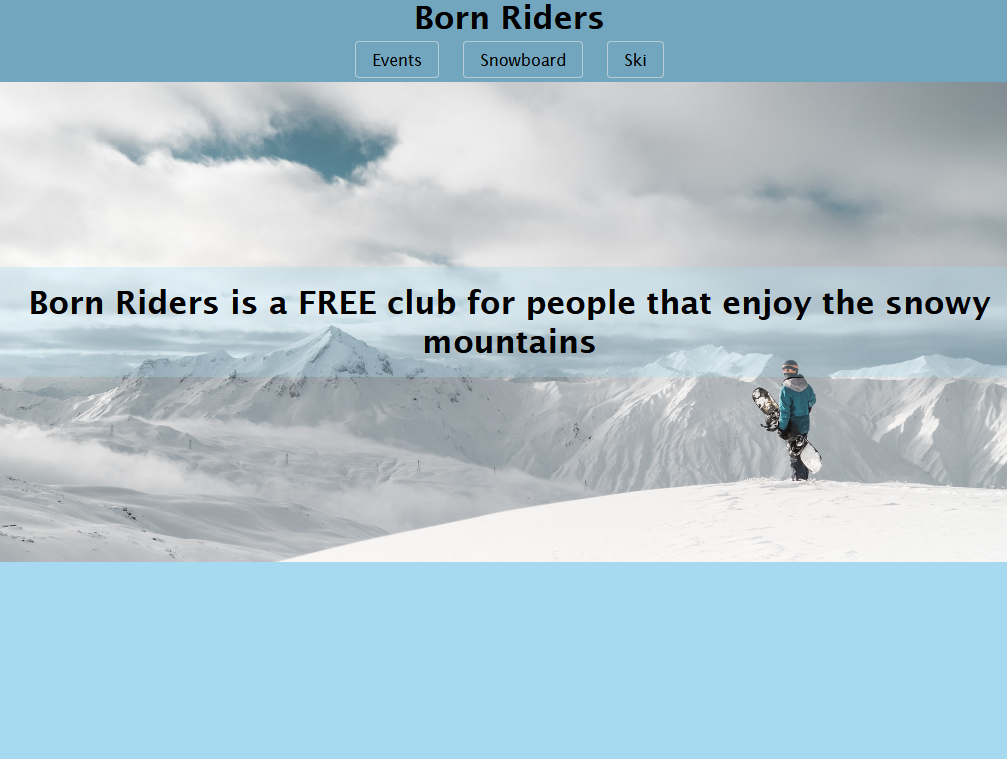 Born Riders
Events Snowboard Ski
Born Riders is a FREE club for people that enjoy the snowy
mountains